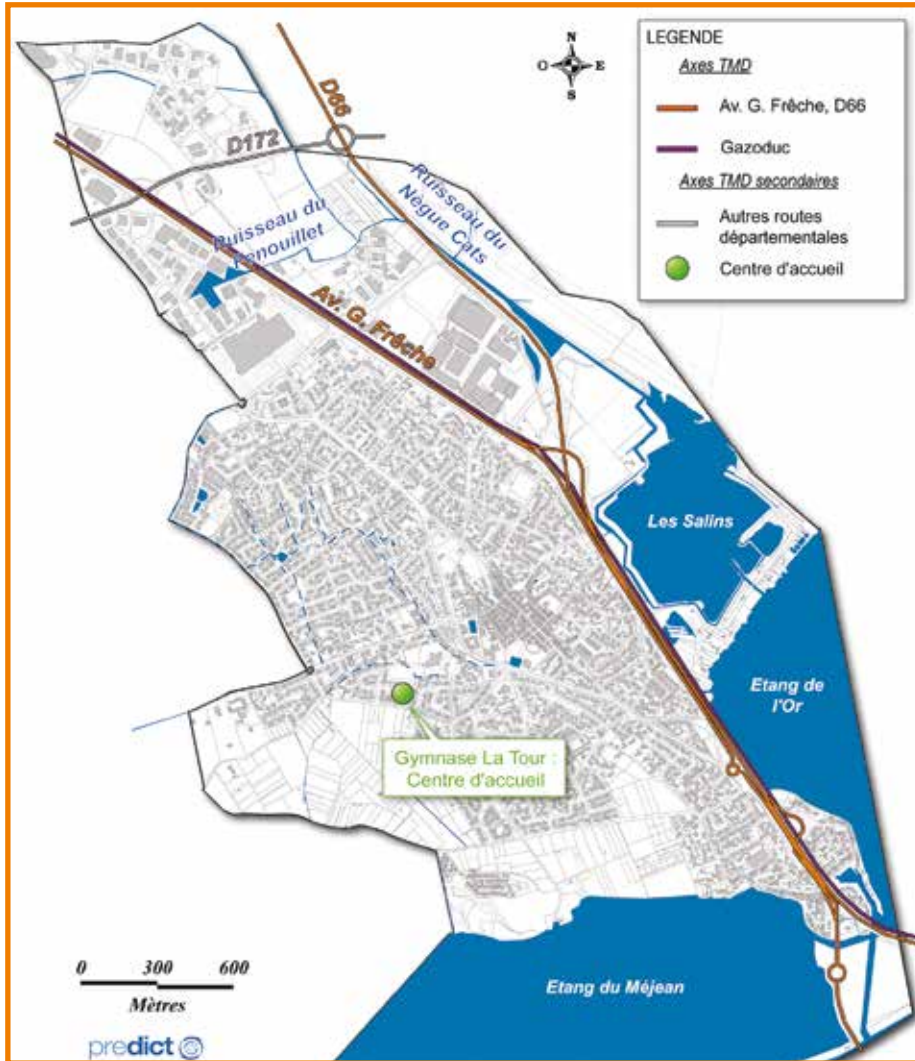 LEGENDE
Axes TMD
Av. G. Frêche, D66
Gazoduc
Axes TMD secondaires
Autres routes
départementales
Centre d'accueil
N
O
E
S
D66
D172
Ruisseau du
Nègue Cats
Ruisseau du
Fenouillet
Av. G. Frêche
Les Salins
Etang de
l'Or
Gymnase La Tour :
Centre d'accueil
Etang du Méjean
0 300 600
Mètres
predict